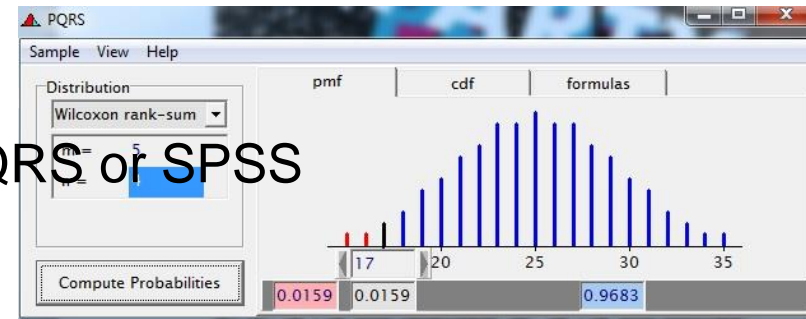 PQRS
Sample View Help
Distribution
Wilcoxon rank-sum
m = 5
QRS or SPSS
Compute Probabilities
pmf cdf formulas
17 20 25 30 35
0.0159 0.0159 0.9683